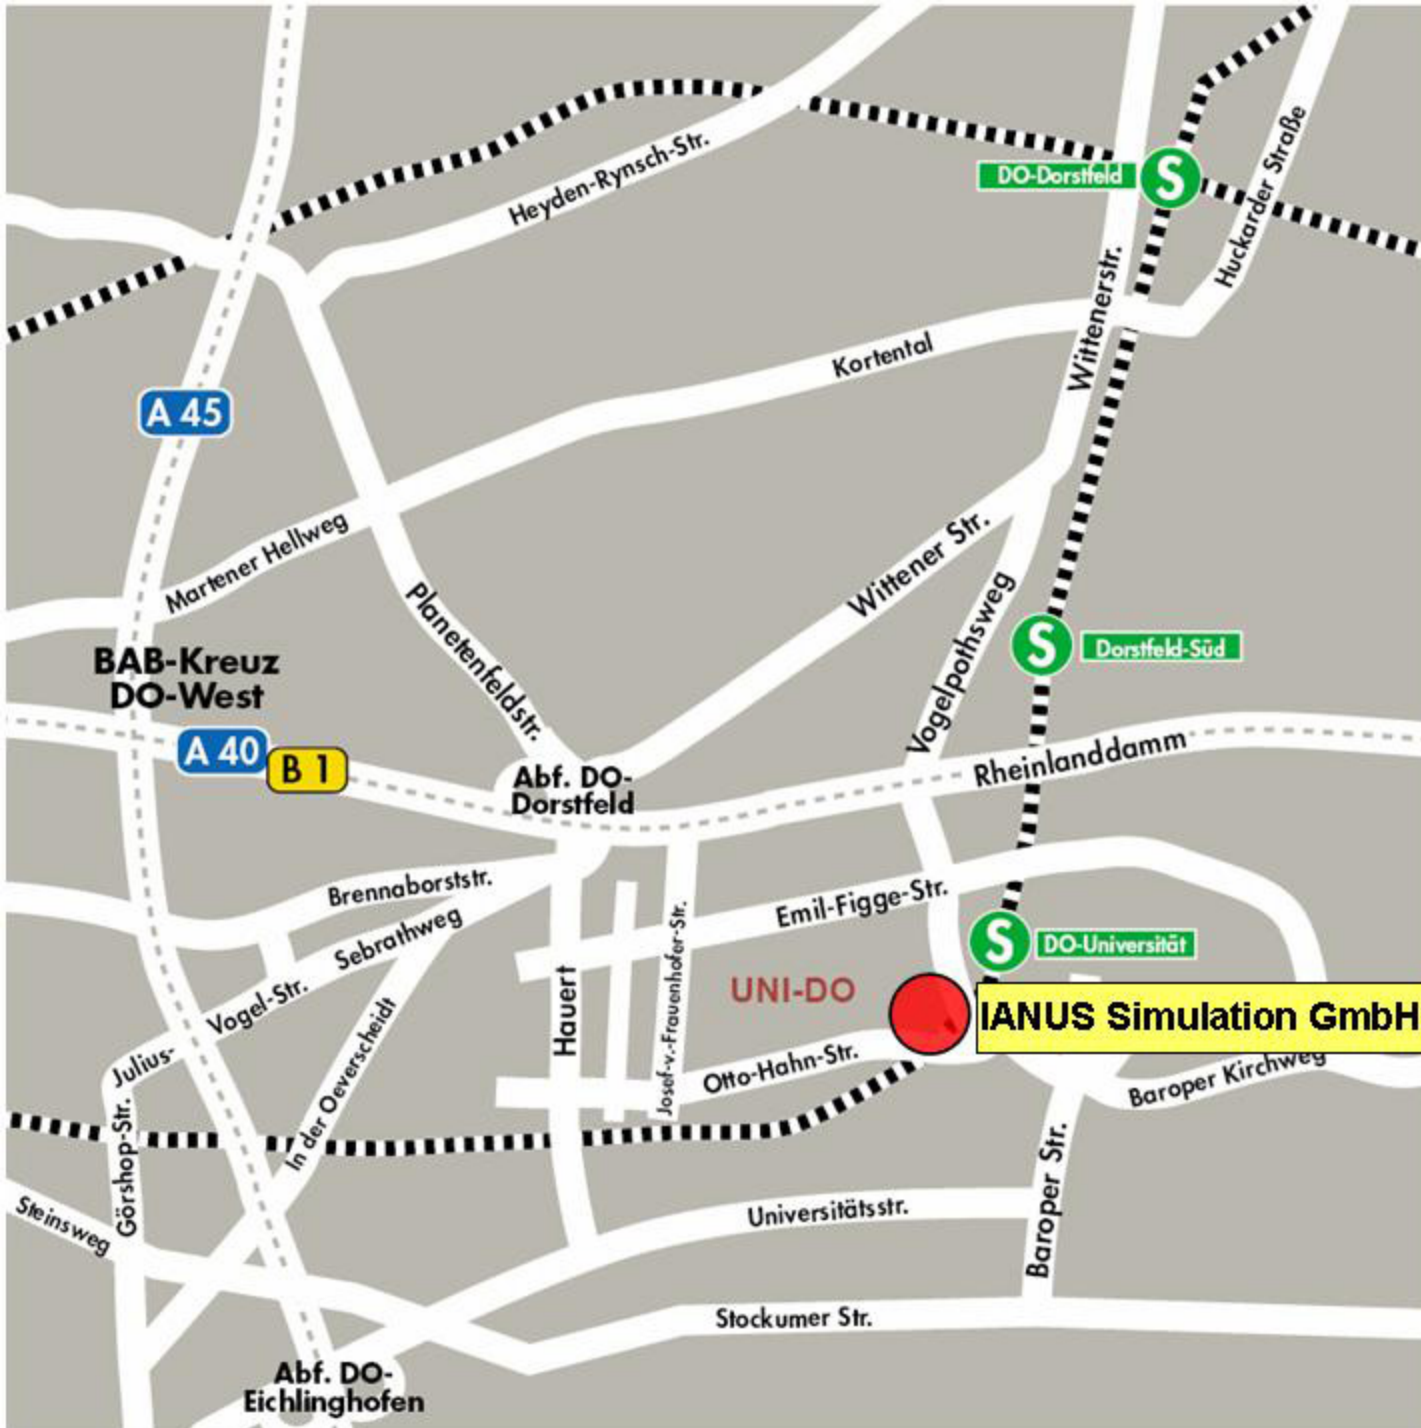 Heyden-Rynsch-Str.
DO-Dorstfeld
S
Huckarder Straße
Wittenerstr.
Kortental
A 45
Martener Hellweg
Wittener Str.
Planetenfeldstr.
Vogelpothsweg
S
Dorstfeld-Süd
BAB-Kreuz
DO-West
A 40
B 1
Abf. DO-
Dorstfeld
Rheinlanddamm
Brennaborststr.
Emil-Figge-Str.
Sebrathweg
S
DO-Universität
Josef-v.-Frauenhofer-Str.
Hauert
UNI-DO
Vogel-Str.
Julius-
IANUS Simulation GmbH
In der Oeverscheidt
Otto-Hahn-Str.
Baroper Kirchweg
Görshop-Str.
Steinsweg
Universitätsstr.
Baroper Str.
Stockumer Str.
Abf. DO-
Eichlinghofen